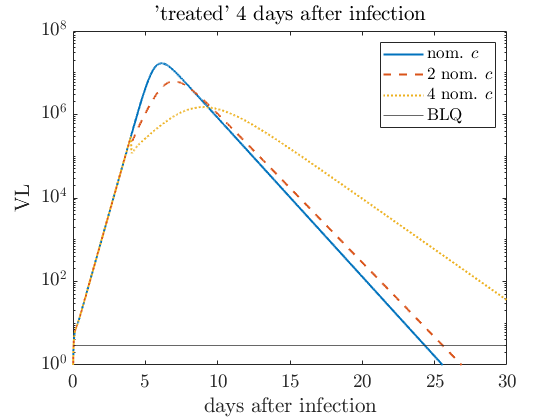 'treated' 4 days after infection
10^8
10^6
10^4
10^2
10^0
VL
nom. c
2 nom. c
4 nom. c
BLQ
0 5 10 15 20 25 30
days after infection